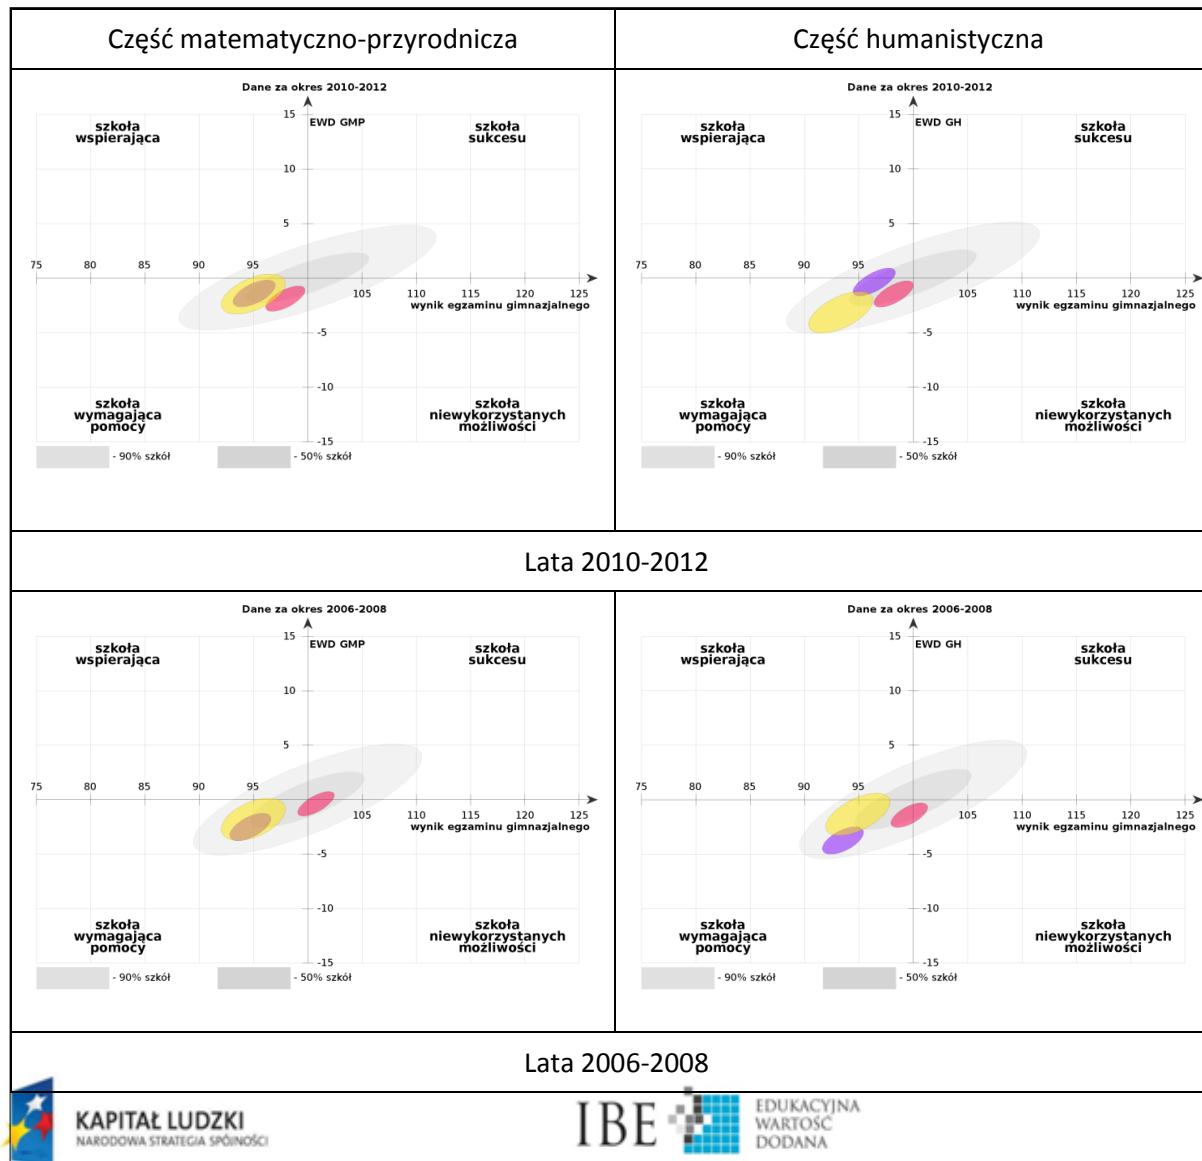 Część matematyczno-przyrodnicza
Część humanistyczna
Dane za okres 2010-2012
15
EWD GMP
szkoła
wspierająca
szkoła
sukcesu
10
5
75 80 85 90 95
105 110 115 120 125
wynik egzaminu gimnazjalnego
-5
-10
szkoła
wymagająca
pomocy
szkoła
niewykorzystanych
możliwości
-15
- 90% szkół
- 50% szkół
Dane za okres 2010-2012
15
EWD GH
szkoła
wspierająca
szkoła
sukcesu
10
5
75 80 85 90 95
105 110 115 120 125
wynik egzaminu gimnazjalnego
-5
-10
szkoła
wymagająca
pomocy
szkoła
niewykorzystanych
możliwości
-15
- 90% szkół
- 50% szkół
Lata 2010-2012
Dane za okres 2006-2008
15
EWD GMP
szkoła
wspierająca
szkoła
sukcesu
10
5
75 80 85 90 95
105 110 115 120 125
wynik egzaminu gimnazjalnego
-5
-10
szkoła
wymagająca
pomocy
szkoła
niewykorzystanych
możliwości
-15
- 90% szkół
- 50% szkół
Dane za okres 2006-2008
15
EWD GH
szkoła
wspierająca
szkoła
sukcesu
10
5
75 80 85 90 95
105 110 115 120 125
wynik egzaminu gimnazjalnego
-5
-10
szkoła
wymagająca
pomocy
szkoła
niewykorzystanych
możliwości
-15
- 90% szkół
- 50% szkół
Lata 2006-2008
KAPITAŁ LUDZKI
NARODOWA STRATEGIA SPÓJNOŚCI
IBE
EDUKACYJNA
WARTOŚĆ
DODANA